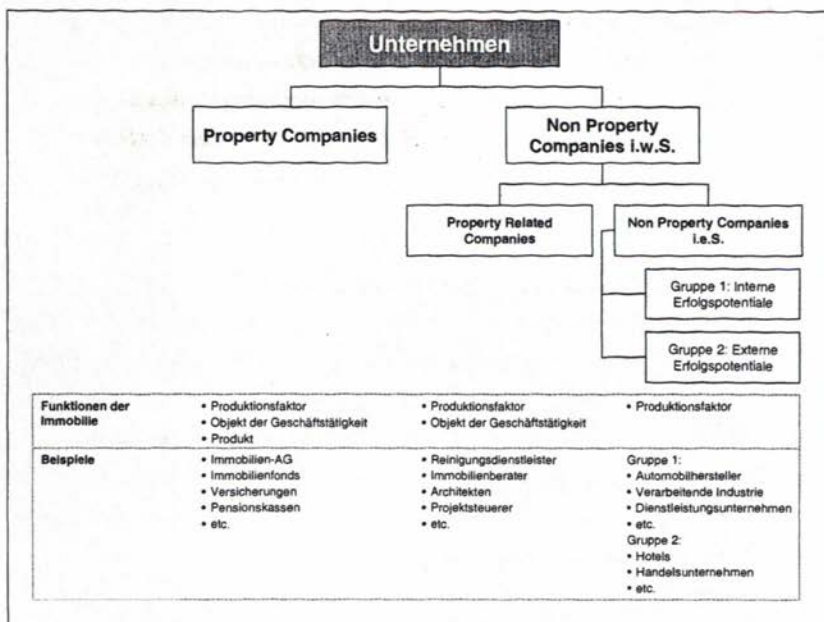 Unternehmen
Property Companies
Non Property
Companies i.w.S.
Property Related
Companies
Non Property Companies
i.e.S.
Gruppe 1: Interne
Erfolgspotentiale
Gruppe 2: Externe
Erfolgspotentiale
Funktionen der
Immobilie
• Produktionsfaktor
• Objekt der Geschäftstätigkeit
• Produkt
• Produktionsfaktor
• Objekt der Geschäftstätigkeit
• Produktionsfaktor
Beispiele
• Immobilien-AG
• Immobilienfonds
• Versicherungen
• Pensionskassen
• etc.
• Reinigungsdienstleister
• Immobilienberater
• Architekten
• Projektsteuerer
• etc.
Gruppe 1:
• Automobilhersteller
• Verarbeitende Industrie
• Dienstleistungsunternehmen
• etc.
Gruppe 2:
• Hotels
• Handelsunternehmen
• etc.